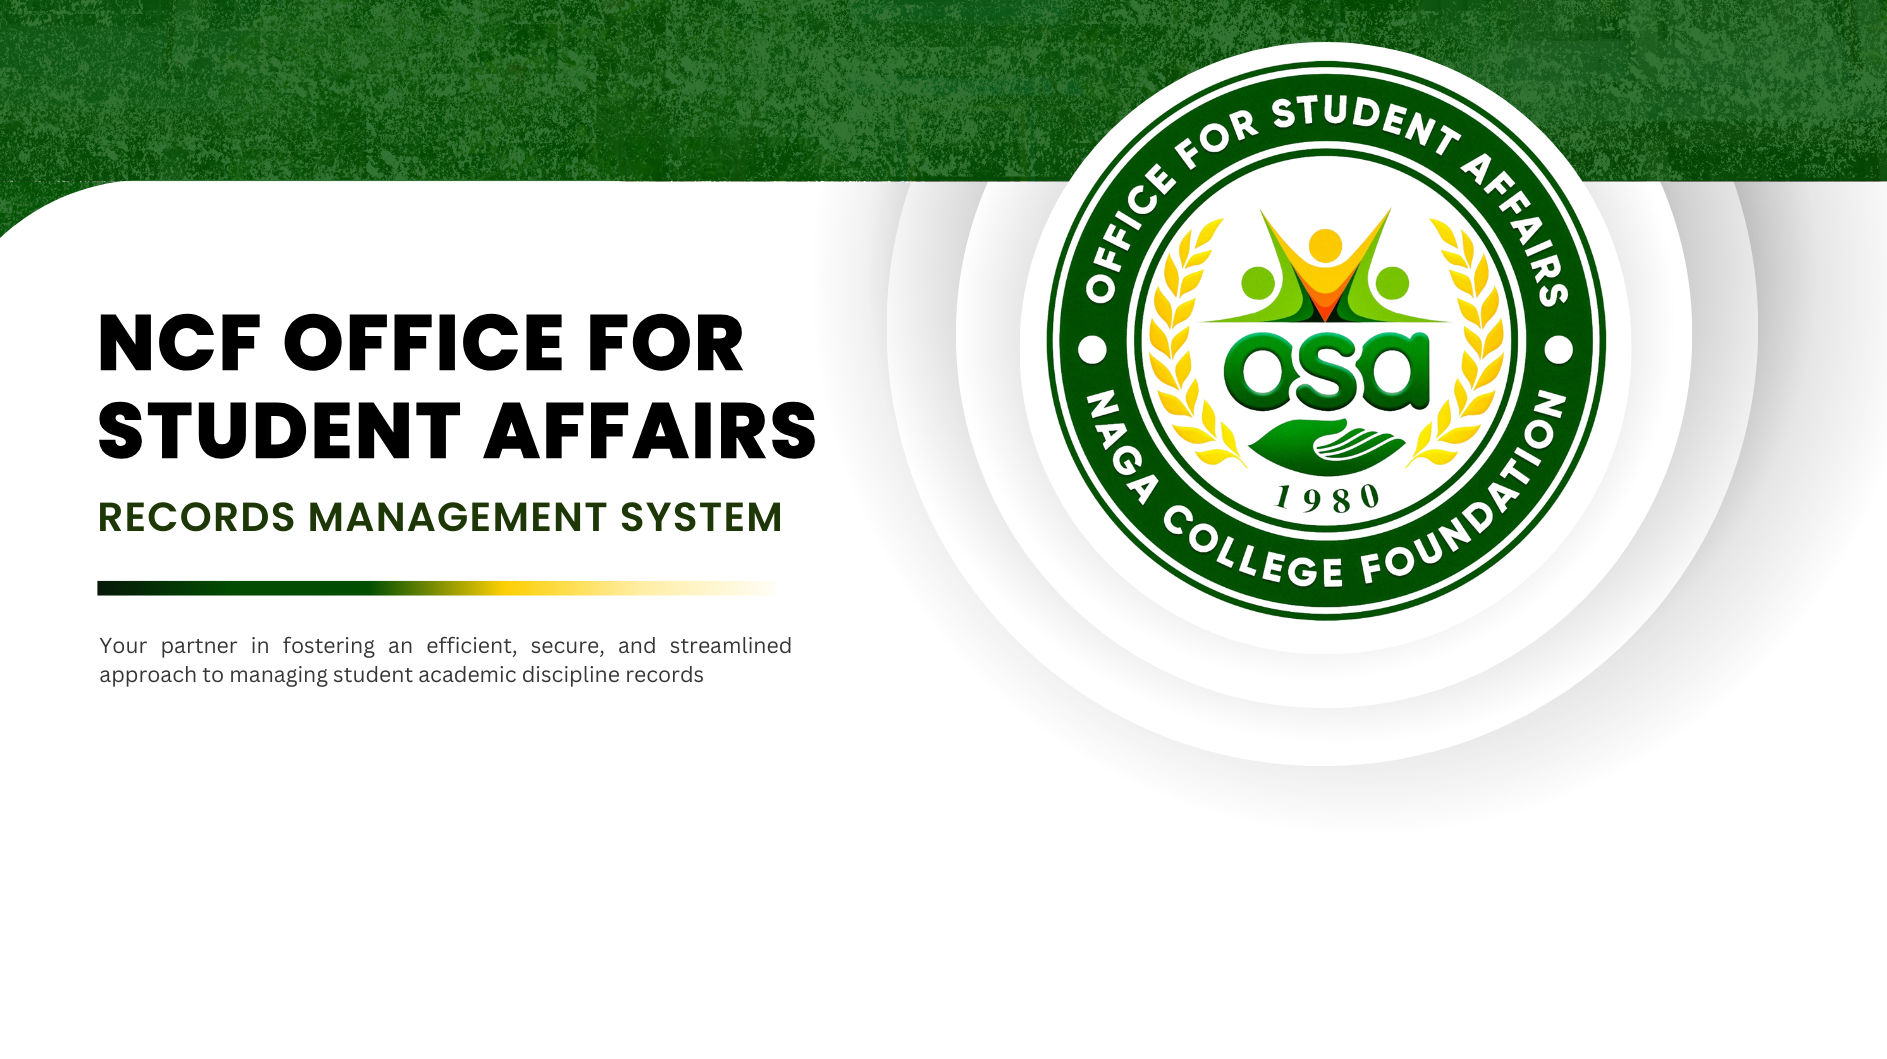 NCF OFFICE FOR
STUDENT AFFAIRS
RECORDS MANAGEMENT SYSTEM
Your partner in fostering an efficient, secure, and streamlined
approach to managing student academic discipline records
OFFICE FOR STUDENT AFFAIRS
osa
1980
NAGA COLLEGE FOUNDATION